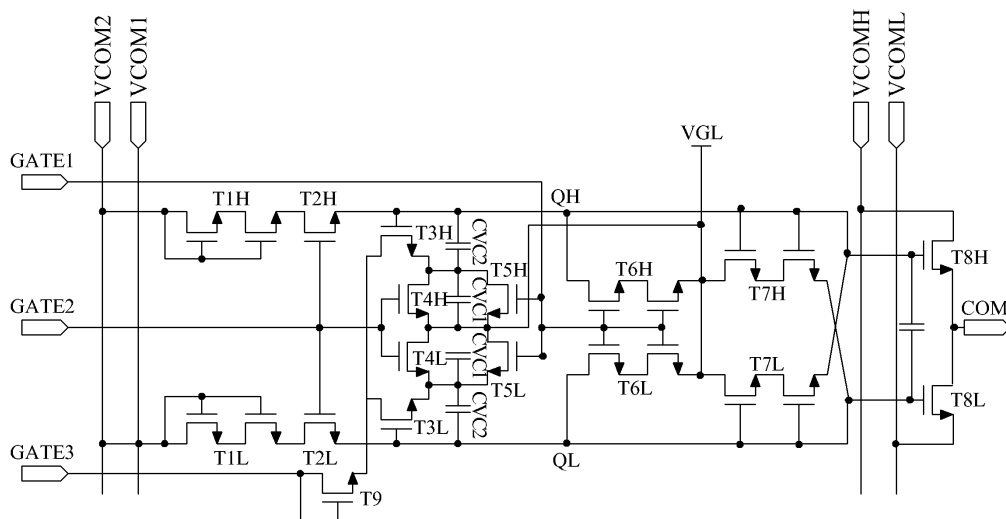 VCOM2
VCOM1
VCOMH
VCOML
GATE1
VGL
T1H
T2H
QH
T3H
CVC2
T5H
T6H
T7H
T8H
T4H
CVC1
GATE2
COM
T4L
CVC1
T5L
T6L
T7L
T8L
T3L
CVC2
T1L
T2L
QL
GATE3
T9